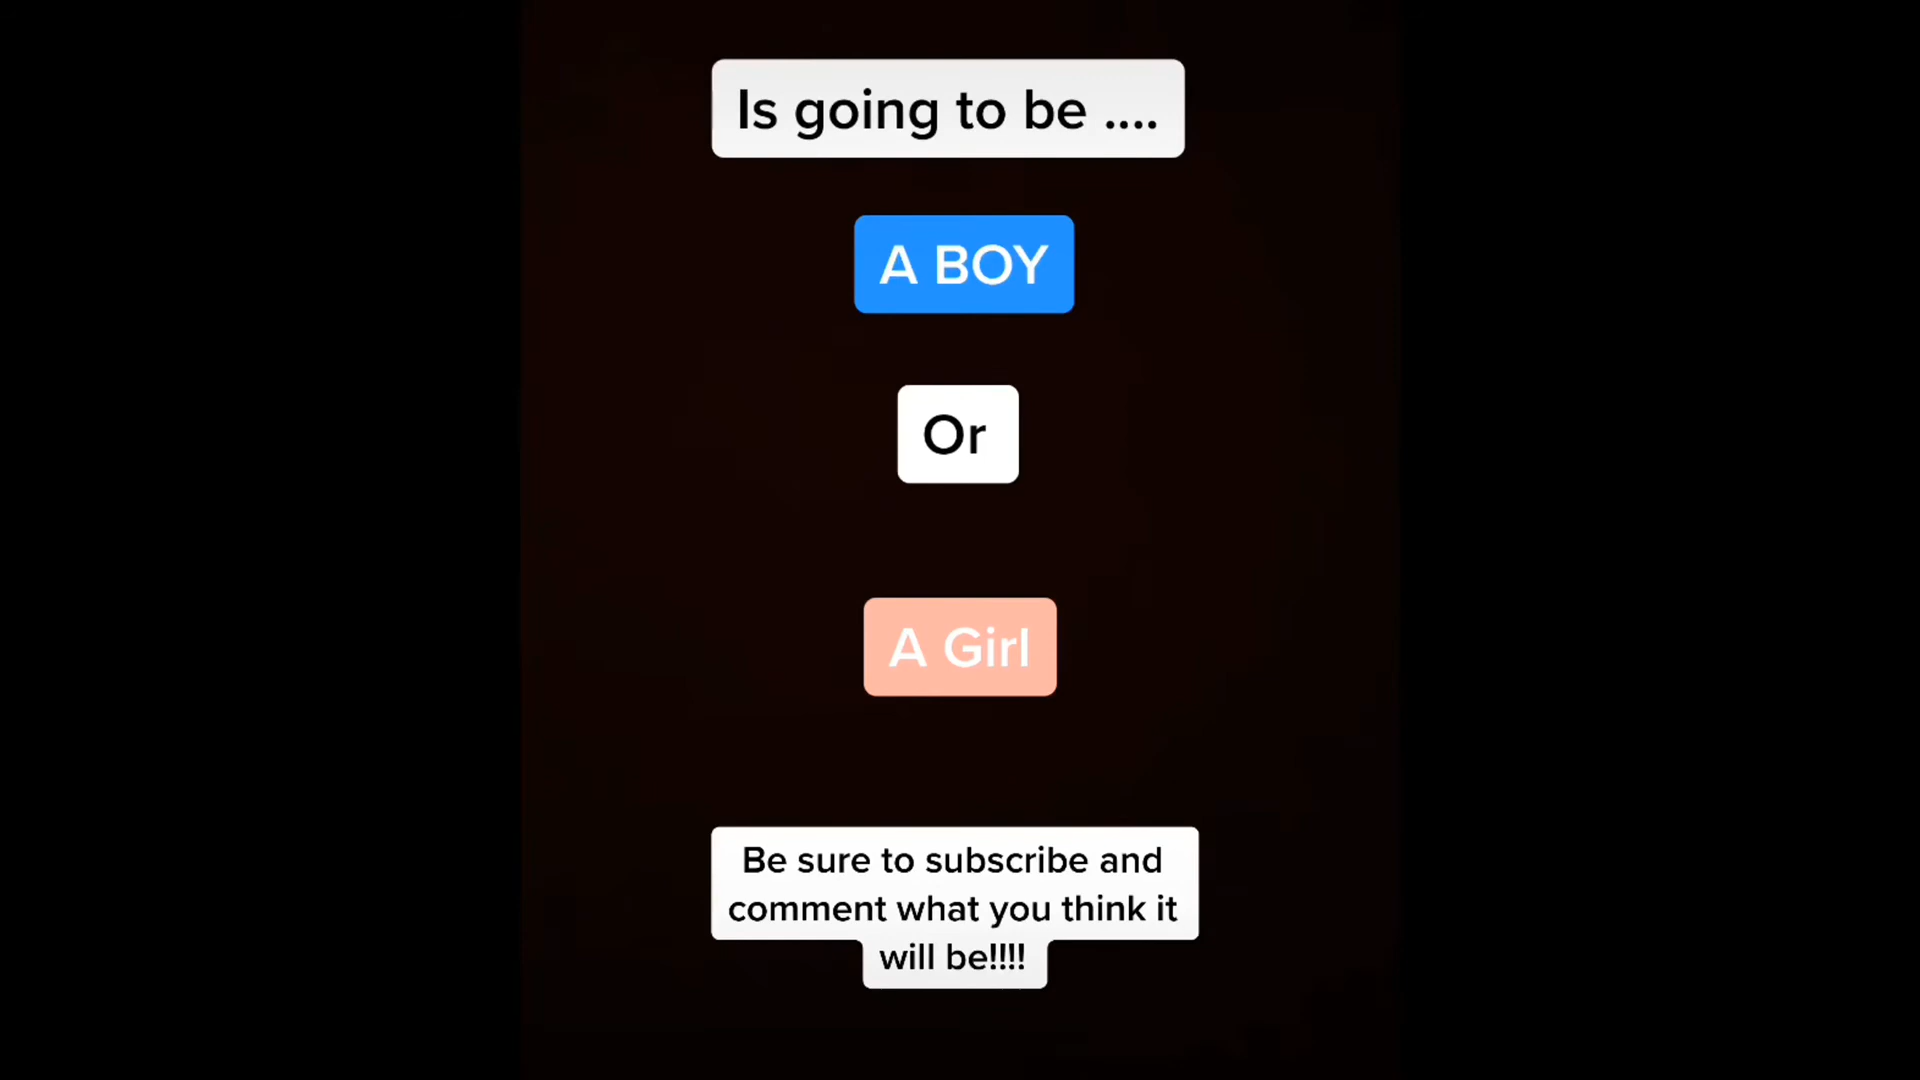 Is going to be ....
A BOY
Or
A Girl
Be sure to subscribe and
comment what you think it
will be!!!!